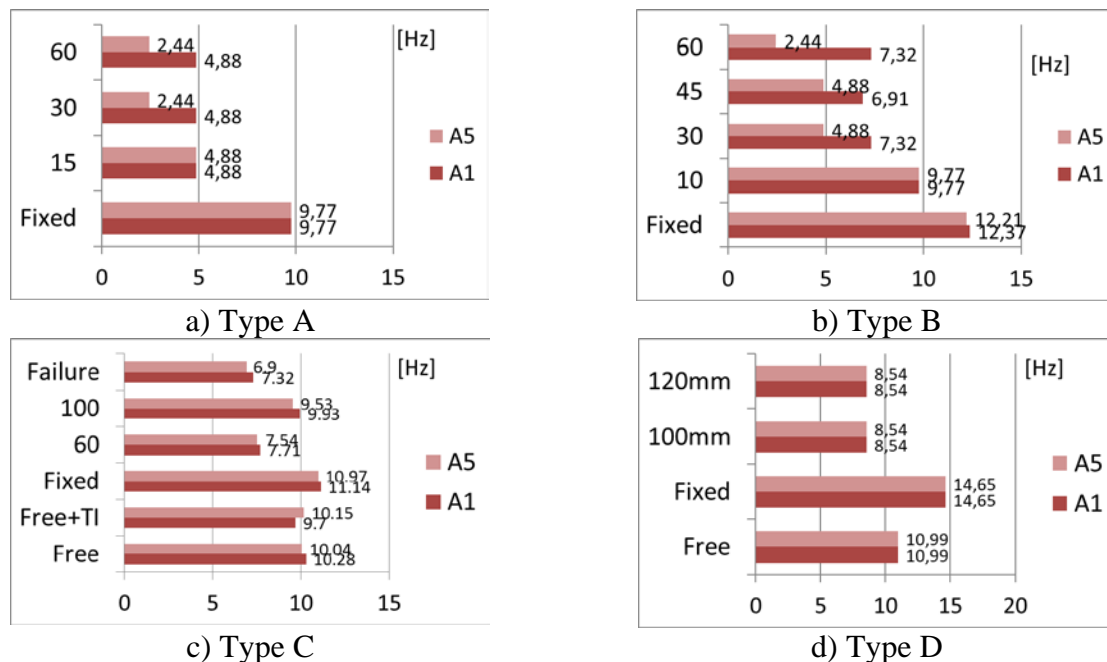 60
2,44
4,88
30
2,44
4,88
15
4,88
4,88
Fixed
9,77
9,77
0 5 10 15
[Hz]
A5
A1
a) Type A
60
2,44
7,32
45
4,88
6,91
30
4,88
7,32
10
9,77
9,77
Fixed
12,21
12,37
0 5 10 15
[Hz]
A5
A1
b) Type B
Failure
6.9
7.32
100
9.53
9.93
60
7.54
7.71
Fixed
10.97
11.14
Free+TI
10.15
9.7
Free
10.04
10.28
0 5 10 15
[Hz]
A5
A1
c) Type C
120mm
8,54
8,54
100mm
8,54
8,54
Fixed
14,65
14,65
Free
10,99
10,99
0 5 10 15 20
[Hz]
A5
A1
d) Type D